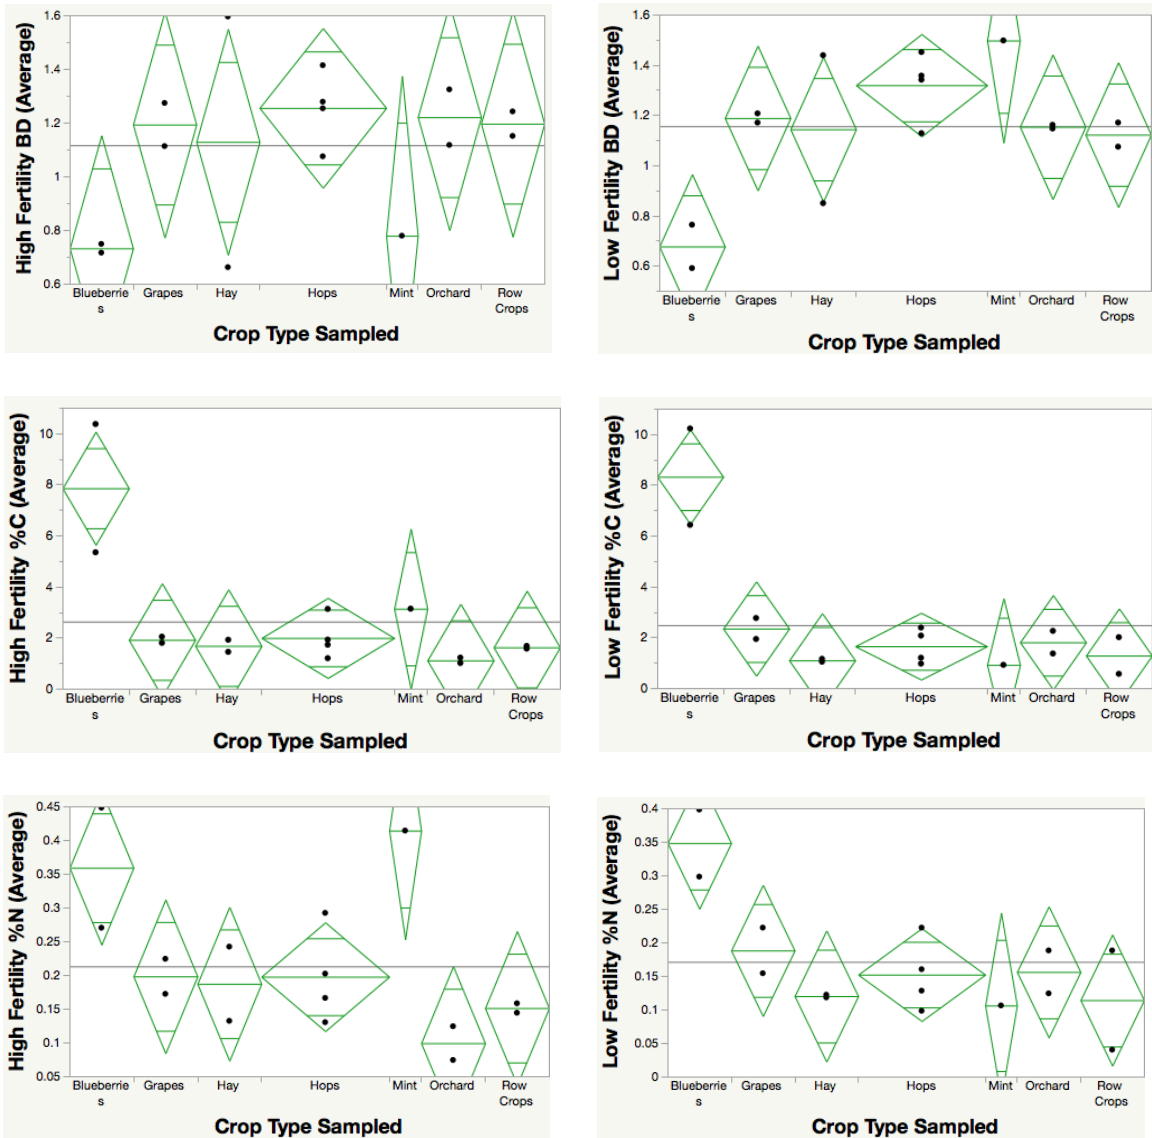 High Fertility BD (Average)
1.6
1.4
1.2
1
0.8
0.6
Blueberrie
s
Grapes
Hay
Hops
Mint
Orchard
Row
Crops
Crop Type Sampled
Low Fertility BD (Average)
1.6
1.4
1.2
1
0.8
0.6
Blueberrie
s
Grapes
Hay
Hops
Mint
Orchard
Row
Crops
Crop Type Sampled
High Fertility %C (Average)
10
8
6
4
2
0
Blueberrie
s
Grapes
Hay
Hops
Mint
Orchard
Row
Crops
Crop Type Sampled
Low Fertility %C (Average)
10
8
6
4
2
0
Blueberrie
s
Grapes
Hay
Hops
Mint
Orchard
Row
Crops
Crop Type Sampled
High Fertility %N (Average)
0.45
0.4
0.35
0.3
0.25
0.2
0.15
0.1
0.05
Blueberrie
s
Grapes
Hay
Hops
Mint
Orchard
Row
Crops
Crop Type Sampled
Low Fertility %N (Average)
0.4
0.35
0.3
0.25
0.2
0.15
0.1
0.05
0
Blueberrie
s
Grapes
Hay
Hops
Mint
Orchard
Row
Crops
Crop Type Sampled